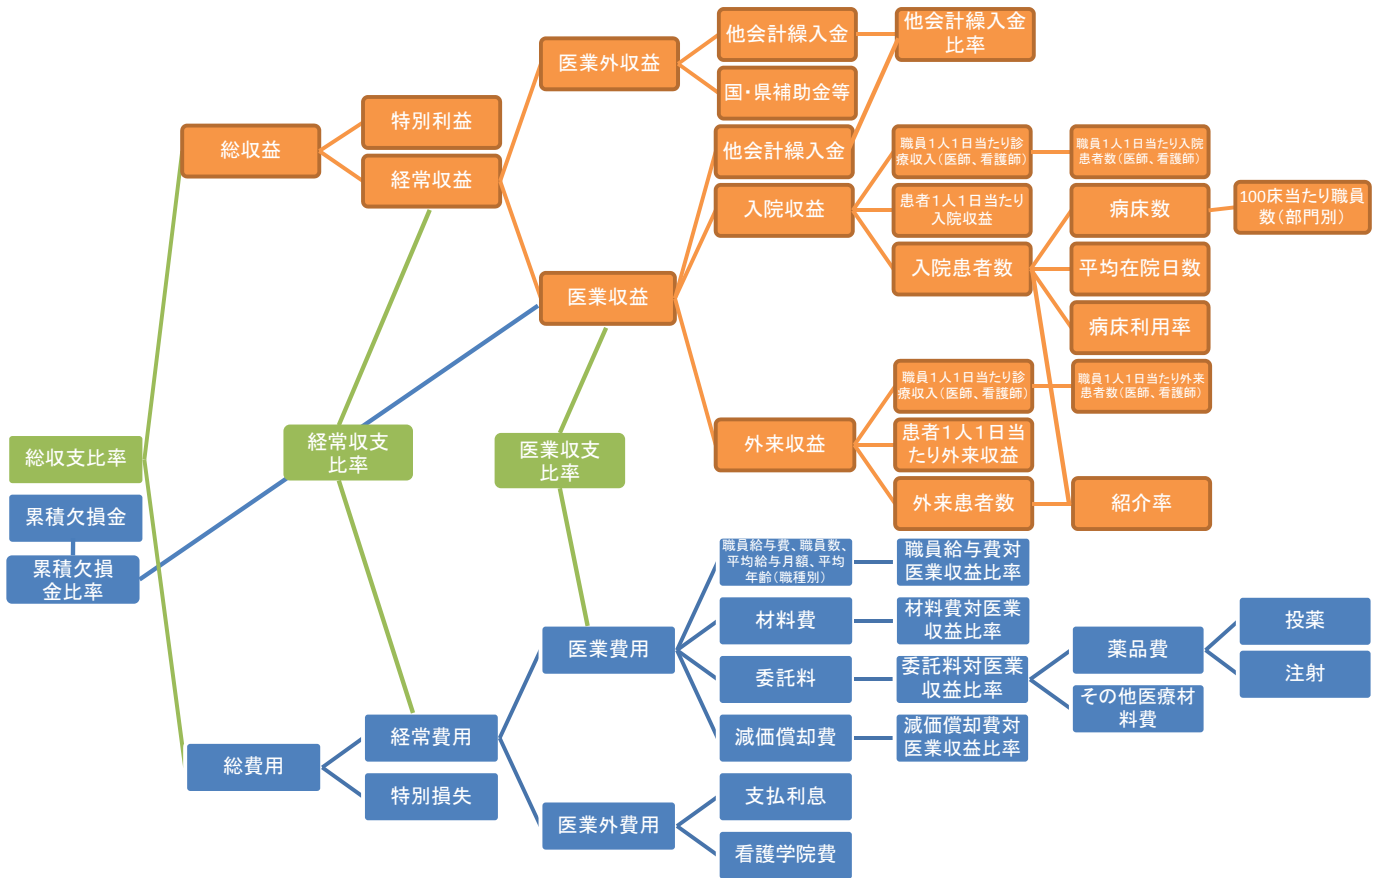 他会計繰入金
他会計繰入金
比率
医業外収益
国・県補助金等
特別利益
総収益
他会計繰入金
経常収益
職員1人1日当たり診
療収入(医師、看護師)
職員1人1日当たり入院
患者数(医師、看護師)
入院収益
患者1人1日当たり
入院収益
病床数
100床当たり職員
数(部門別)
入院患者数
平均在院日数
医業収益
病床利用率
職員1人1日当たり診
療収入(医師、看護師)
職員1人1日当たり外来
患者数(医師、看護師)
外来収益
患者1人1日当
たり外来収益
外来患者数
紹介率
総収支比率
経常収支
比率
医業収支
比率
累積欠損金
累積欠損
金比率
職員給与費、職員数、
平均給与月額、平均
年齢(職種別)
職員給与費対
医業収益比率
材料費
材料費対医業
収益比率
医業費用
委託料
委託料対医業
収益比率
薬品費
投薬
注射
その他医療材
料費
減価償却費
減価償却費対
医業収益比率
経常費用
総費用
特別損失
医業外費用
支払利息
看護学院費